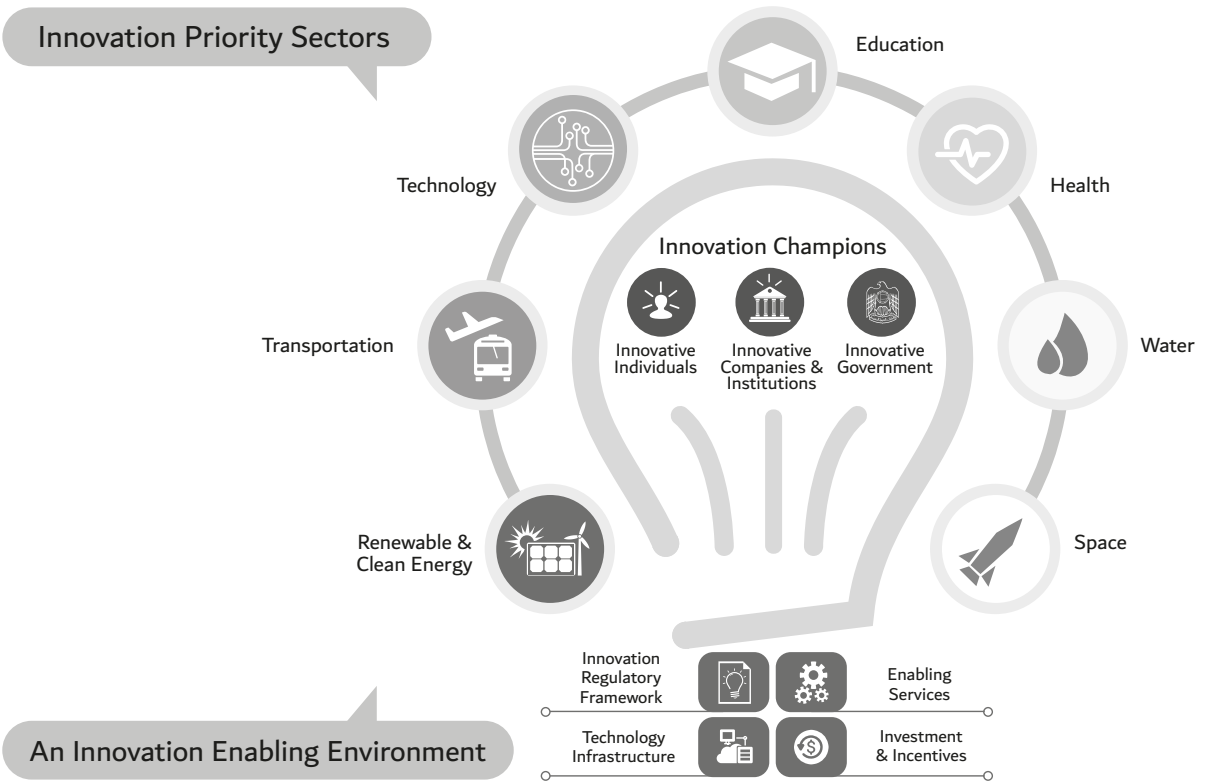 Innovation Priority Sectors
Education
Technology
Health
Innovation Champions
Innovative
Individuals
Innovative
Companies &
Institutions
Innovative
Government
Transportation
Water
Renewable &
Clean Energy
Space
Innovation
Regulatory
Framework
Enabling
Services
Technology
Infrastructure
Investment
& Incentives
$
An Innovation Enabling Environment